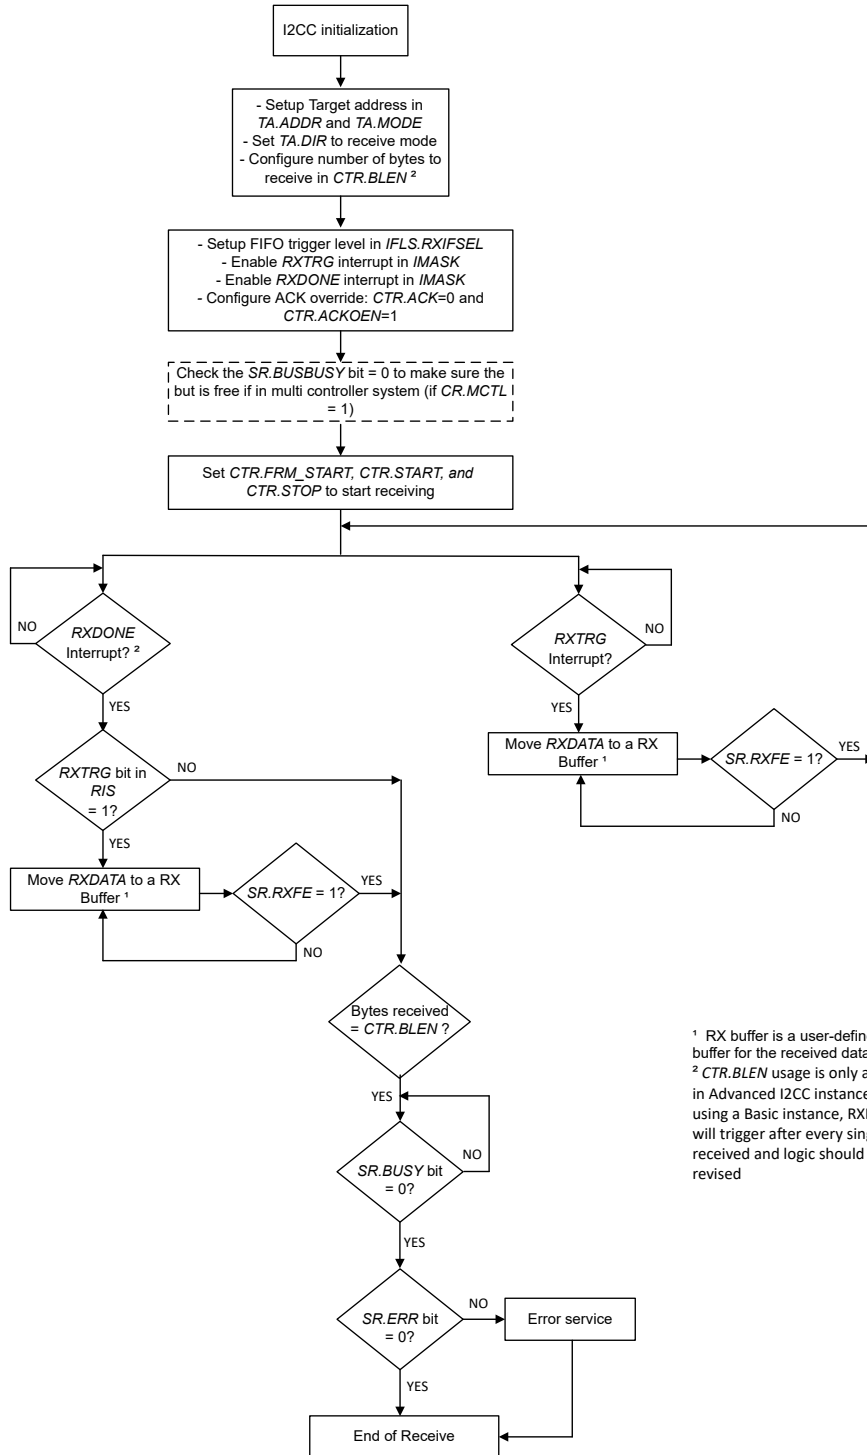 I2CC initialization
- Setup Target address in
TA.ADDR and TA.MODE
- Set TA.DIR to receive mode
- Configure number of bytes to
receive in CTR.BLEN ²
- Setup FIFO trigger level in IFLS.RXIFSEL
- Enable RXTRG interrupt in IMASK
- Enable RXDONE interrupt in IMASK
- Configure ACK override: CTR.ACK=0 and
CTR.ACKOEN=1
Check the SR.BUSBUSY bit = 0 to make sure the
but is free if in multi controller system (if CR.MCTL
= 1)
Set CTR.FRM_START, CTR.START, and
CTR.STOP to start receiving
NO
RXDONE
Interrupt? ²
YES
RXTRG
Interrupt?
NO
YES
RXTRG bit in
RIS
= 1?
NO
YES
Move RXDATA to a RX
Buffer ¹
SR.RXFE = 1?
YES
NO
Move RXDATA to a RX
Buffer ¹
SR.RXFE = 1?
YES
NO
Bytes received
= CTR.BLEN ?
YES
SR.BUSY bit
= 0?
NO
YES
SR.ERR bit
= 0?
NO
Error service
YES
End of Receive
¹ RX buffer is a user-define
buffer for the received data
² CTR.BLEN usage is only a
in Advanced I2CC instance
using a Basic instance, RX
will trigger after every sing
received and logic should
revised